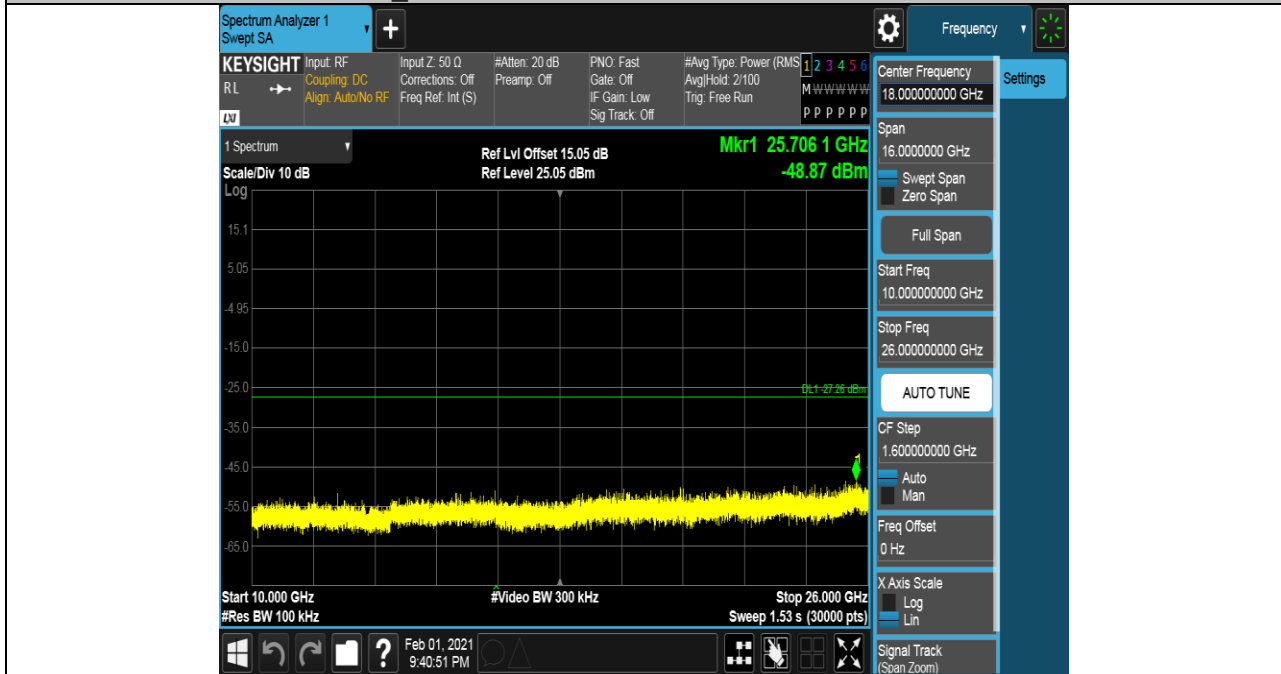 Spectrum Analyzer 1
Swept SA
+
Frequency
KEYSIGHT
RL
LXI
Input: RF
Coupling: DC
Align: Auto/No RF
Input Z: 50 Ω
Corrections: Off
Freq Ref: Int (S)
#Atten: 20 dB
Preamp: Off
PNO: Fast
Gate: Off
IF Gain: Low
Sig Track: Off
#Avg Type: Power (RMS
Avg|Hold: 2/100
Trig: Free Run
1 2 3 4 5 6
M W W W W W
P P P P P P
1 Spectrum
Scale/Div 10 dB
Log
Ref Lvl Offset 15.05 dB
Ref Level 25.05 dBm
Mkr1 25.706 1 GHz
-48.87 dBm
15.1
5.05
-4.95
-15.0
-25.0
-35.0
-45.0
-55.0
-65.0
DL1 -27.26 dBm
1
Start 10.000 GHz
#Res BW 100 kHz
#Video BW 300 kHz
Stop 26.000 GHz
Sweep 1.53 s (30000 pts)
Center Frequency
18.000000000 GHz
Span
16.0000000 GHz
Swept Span
Zero Span
Full Span
Start Freq
10.000000000 GHz
Stop Freq
26.000000000 GHz
AUTO TUNE
CF Step
1.600000000 GHz
Auto
Man
Freq Offset
0 Hz
X Axis Scale
Log
Lin
Signal Track
(Span Zoom)
Settings
?
Feb 01, 2021
9:40:51 PM